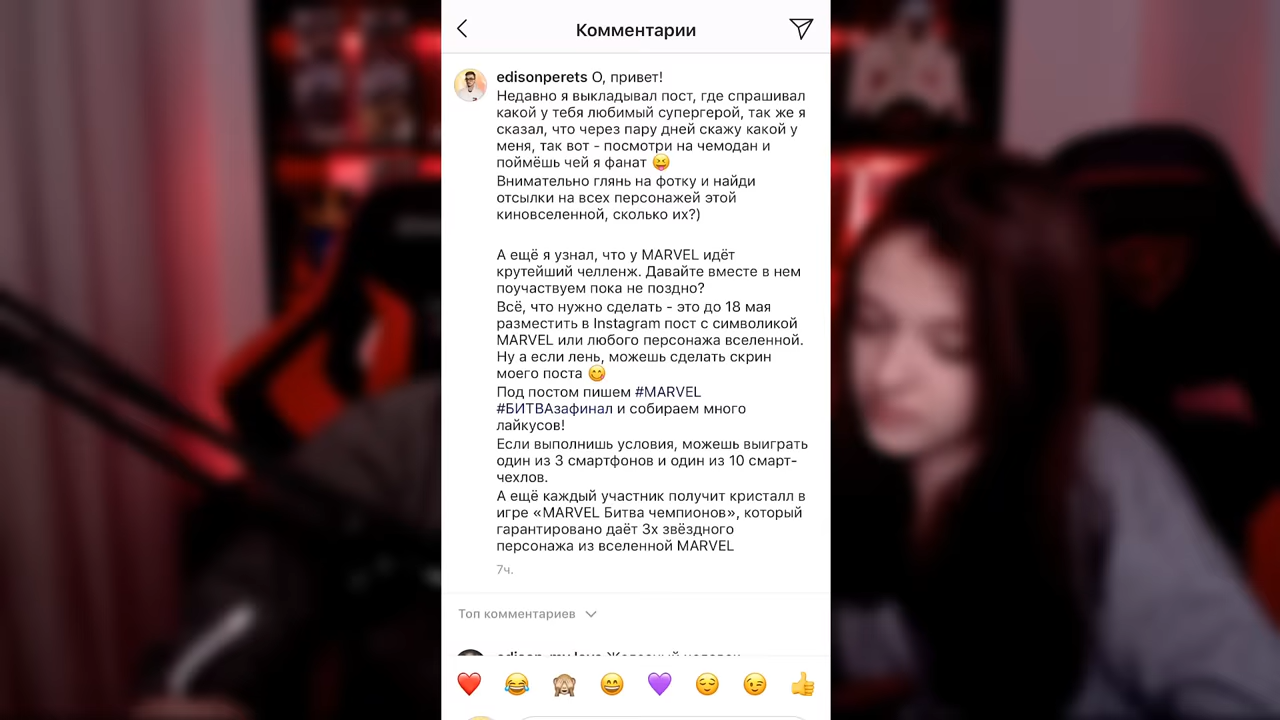 Комментарии
edisonperets О, привет!
Недавно я выкладывал пост, где спрашивал
какой у тебя любимый супергерой, так же я
сказал, что через пару дней скажу какой у
меня, так вот - посмотри на чемодан и
поймёшь чей я фанат 😝
Внимательно глянь на фотку и найди
отсылки на всех персонажей этой
киновселенной, сколько их?)
А ещё я узнал, что у MARVEL идёт
крутейший челленж. Давайте вместе в нем
поучаствуем пока не поздно?
Всё, что нужно сделать - это до 18 мая
разместить в Instagram пост с символикой
MARVEL или любого персонажа вселенной.
Ну а если лень, можешь сделать скрин
моего поста 😋
Под постом пишем #MARVEL
#БИТВАзафинал и собираем много
лайкусов!
Если выполнишь условия, можешь выиграть
один из 3 смартфонов и один из 10 смарт-
чехлов.
А ещё каждый участник получит кристалл в
игре «MARVEL Битва чемпионов», который
гарантировано даёт 3х звёздного
персонажа из вселенной MARVEL
7ч.
Топ комментариев